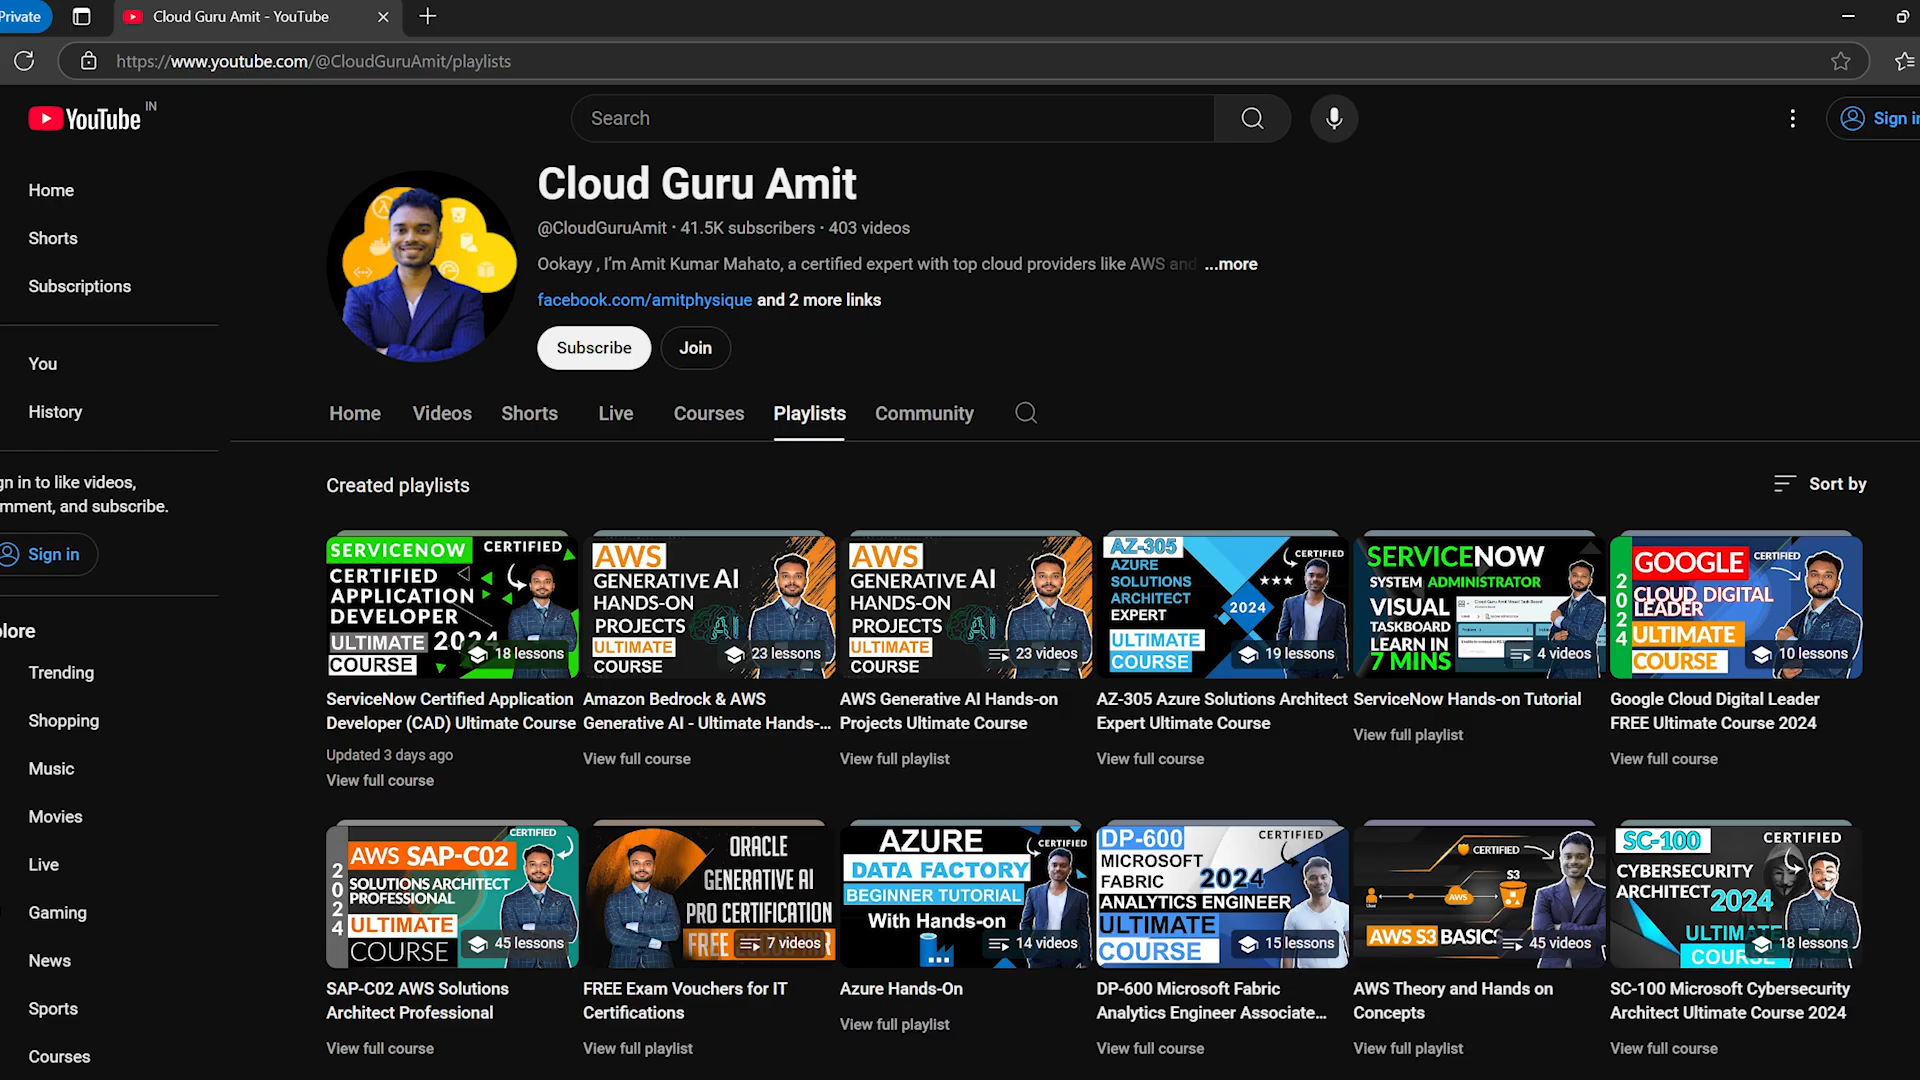 Private
Cloud Guru Amit - YouTube
https://www.youtube.com/@CloudGuruAmit/playlists
YouTube IN
Search
Sign in
Home
Shorts
Subscriptions
You
History
gn in to like videos,
mment, and subscribe.
Sign in
plore
Trending
Shopping
Music
Movies
Live
Gaming
News
Sports
Courses
Cloud Guru Amit
@CloudGuruAmit • 41.5K subscribers • 403 videos
Ookayy , I'm Amit Kumar Mahato, a certified expert with top cloud providers like AWS and ...more
facebook.com/amitphysique and 2 more links
Subscribe
Join
Home Videos Shorts Live Courses Playlists Community
Created playlists
Sort by
SERVICENOW CERTIFIED
CERTIFIED
APPLICATION
DEVELOPER
ULTIMATE 2024
COURSE
18 lessons
ServiceNow Certified Application
Developer (CAD) Ultimate Course
Updated 3 days ago
View full course
AWS
GENERATIVE AI
HANDS-ON
PROJECTS
AI
ULTIMATE
COURSE
23 lessons
Amazon Bedrock & AWS
Generative AI - Ultimate Hands-...
View full course
AWS
GENERATIVE AI
HANDS-ON
PROJECTS
AI
ULTIMATE
COURSE
23 videos
AWS Generative AI Hands-on
Projects Ultimate Course
View full playlist
AZ-305
CERTIFIED
AZURE
SOLUTIONS
ARCHITECT
EXPERT
2024
ULTIMATE
COURSE
19 lessons
AZ-305 Azure Solutions Architect
Expert Ultimate Course
View full course
SERVICENOW
SYSTEM ADMINISTRATOR
VISUAL
TASKBOARD
LEARN IN
7 MINS
4 videos
ServiceNow Hands-on Tutorial
View full playlist
GOOGLE CERTIFIED
2024
CLOUD DIGITAL
LEADER
ULTIMATE
COURSE
10 lessons
Google Cloud Digital Leader
FREE Ultimate Course 2024
View full course
CERTIFIED
AWS SAP-C02
2024
SOLUTIONS ARCHITECT
PROFESSIONAL
ULTIMATE
COURSE
45 lessons
SAP-C02 AWS Solutions
Architect Professional
View full course
ORACLE
GENERATIVE AI
PRO CERTIFICATION
FREE
7 videos
FREE Exam Vouchers for IT
Certifications
View full playlist
AZURE
CERTIFIED
DATA FACTORY
BEGINNER TUTORIAL
With Hands-on
14 videos
Azure Hands-On
View full playlist
DP-600 CERTIFIED
MICROSOFT
FABRIC 2024
ANALYTICS ENGINEER
ULTIMATE
COURSE
15 lessons
DP-600 Microsoft Fabric
Analytics Engineer Associate...
View full course
CERTIFIED
S3
AWS
User
AWS S3 BASICS
45 videos
AWS Theory and Hands on
Concepts
View full playlist
SC-100 CERTIFIED
CYBERSECURITY
ARCHITECT 2024
ULTIMATE
COURSE
18 lessons
SC-100 Microsoft Cybersecurity
Architect Ultimate Course 2024
View full course